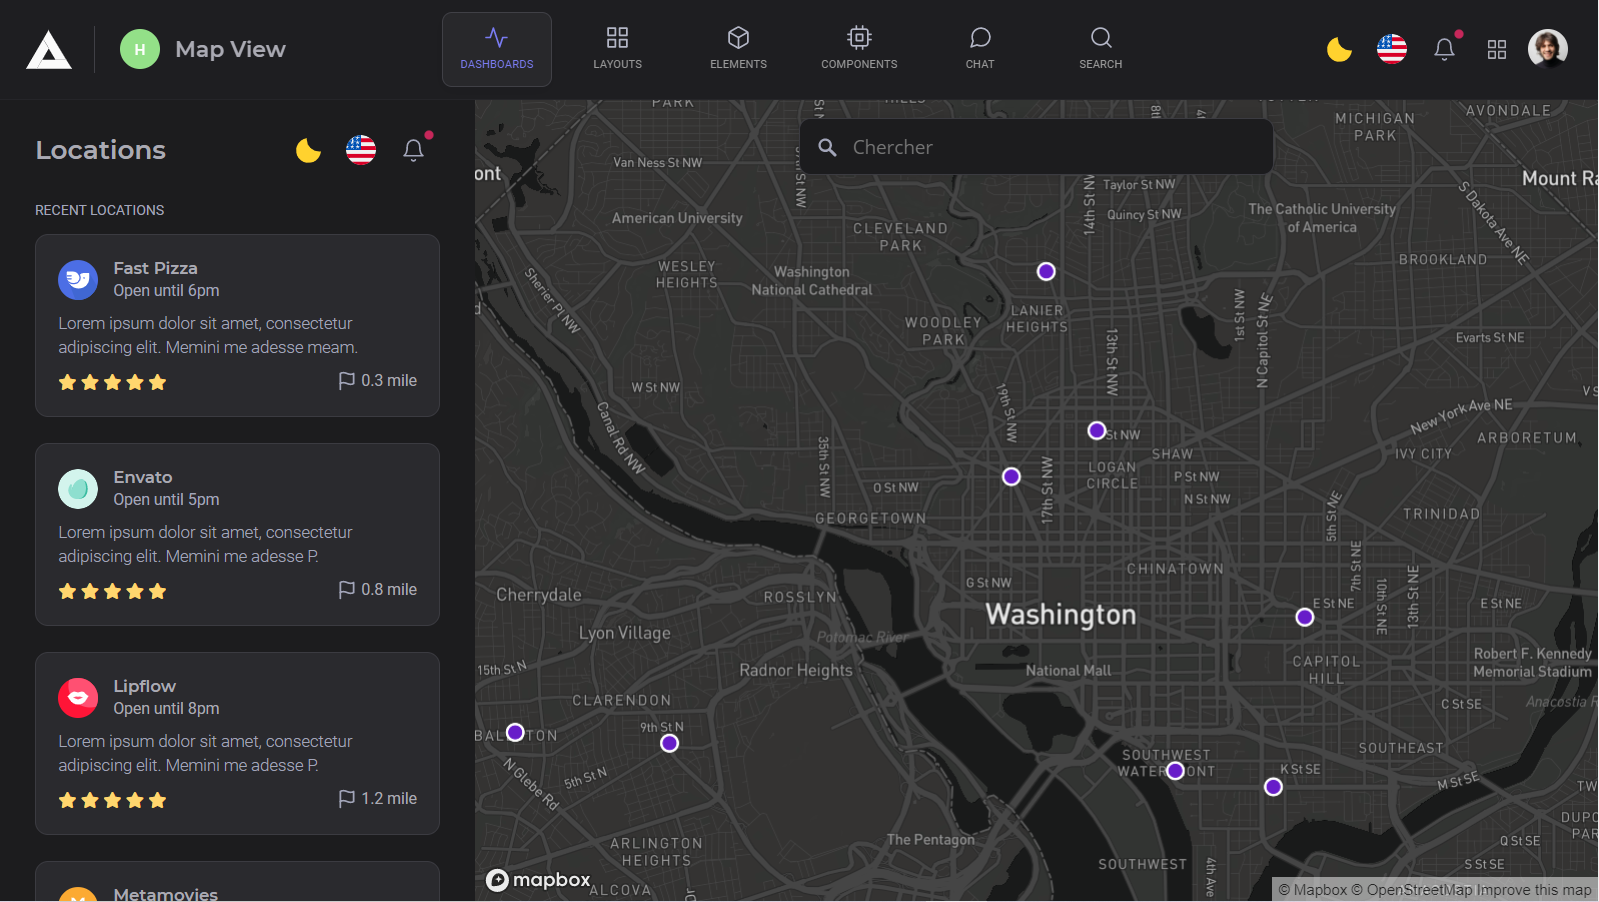 H
Map View
DASHBOARDS
LAYOUTS
ELEMENTS
COMPONENTS
CHAT
SEARCH
Locations
RECENT LOCATIONS
Fast Pizza
Open until 6pm
Lorem ipsum dolor sit amet, consectetur
adipiscing elit. Memini me adesse meam.
0.3 mile
Envato
Open until 5pm
Lorem ipsum dolor sit amet, consectetur
adipiscing elit. Memini me adesse P.
0.8 mile
Lipflow
Open until 8pm
Lorem ipsum dolor sit amet, consectetur
adipiscing elit. Memini me adesse P.
1.2 mile
Metamovies
Chercher
PARK
MICHIGAN
PARK
AVONDALE
ont
Van Ness St NW
Taylor St NW
14th St NW
Quincy St NW
Mount Ra
S Dakota Ave NE
American University
CLEVELAND
PARK
The Catholic University
of America
BROOKLAND
WESLEY
HEIGHTS
Washington
National Cathedral
Sherier Pl NW
LANIER
HEIGHTS
WOODLEY
PARK
1st St NW
N Capitol St NE
Evarts St NE
13th St NW
W St NW
19th St NW
Canal Rd NW
New York Ave NE
ARBORETUM
St NW
35th St NW
SHAW
IVY CITY
LOGAN
CIRCLE
P St NW
N St NW
O St NW
17th St NW
GEORGETOWN
5th St NE
TRINIDAD
CHINATOWN
7th St NE
10th St NE
13th St NE
G St NW
Cherrydale
ROSSLYN
E St NE
E St NE
Washington
Lyon Village
Potomac River
15th St N
Radnor Heights
National Mall
CAPITOL
HILL
Robert F. Kennedy
Memorial Stadium
CLARENDON
C St SE
Anacostia R
9th St N
SOUTHEAST
N Glebe Rd
5th St N
SOUTHWEST
WATERFRONT
K St SE
M St SE
TW
DUPO
PAR
The Pentagon
Q St SE
ARLINGTON
HEIGHTS
SOUTHWEST
4th Ave
S St SE
mapbox
ALCOVA
© Mapbox © OpenStreetMap Improve this map